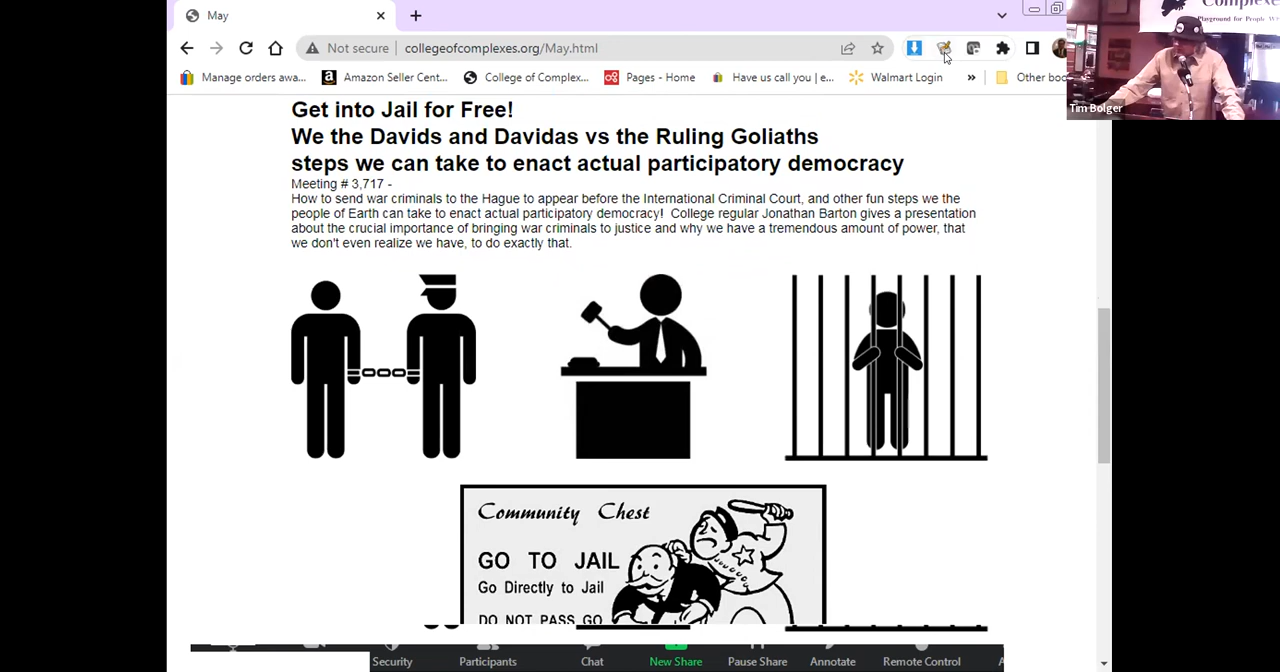 May
Complexes
Playground for People W
Not secure
collegeofcomplexes.org/May.html
Manage orders awa...
Amazon Seller Cent...
College of Complex...
Pages - Home
Have us call you | e...
Walmart Login
»
Other boo
Tim Bolger
Get into Jail for Free!
We the Davids and Davidas vs the Ruling Goliaths
steps we can take to enact actual participatory democracy
Meeting # 3,717 -
How to send war criminals to the Hague to appear before the International Criminal Court, and other fun steps we the
people of Earth can take to enact actual participatory democracy!  College regular Jonathan Barton gives a presentation
about the crucial importance of bringing war criminals to justice and why we have a tremendous amount of power, that
we don't even realize we have, to do exactly that.
Community Chest
GO TO JAIL
Go Directly to Jail
DO NOT PASS GO
Security
Participants
Chat
New Share
Pause Share
Annotate
Remote Control